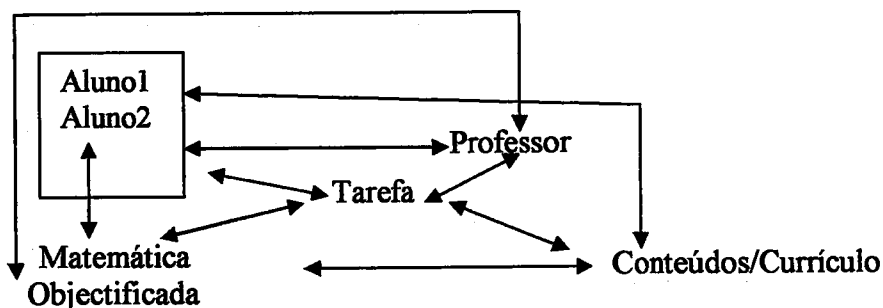 Aluno1
Aluno2
Professor
Tarefa
Matemática
Objectificada
Conteúdos/Currículo